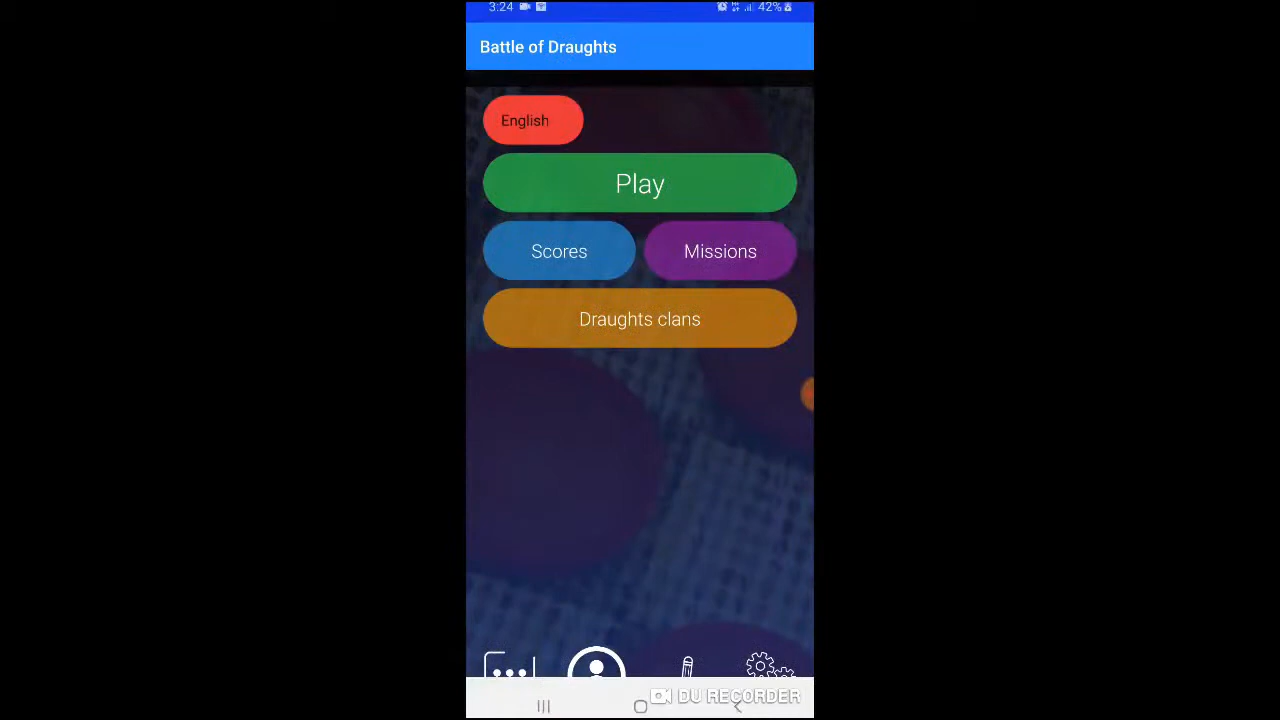 3:24 42%
Battle of Draughts
English
Play
Scores Missions
Draughts clans
DU RECORDER